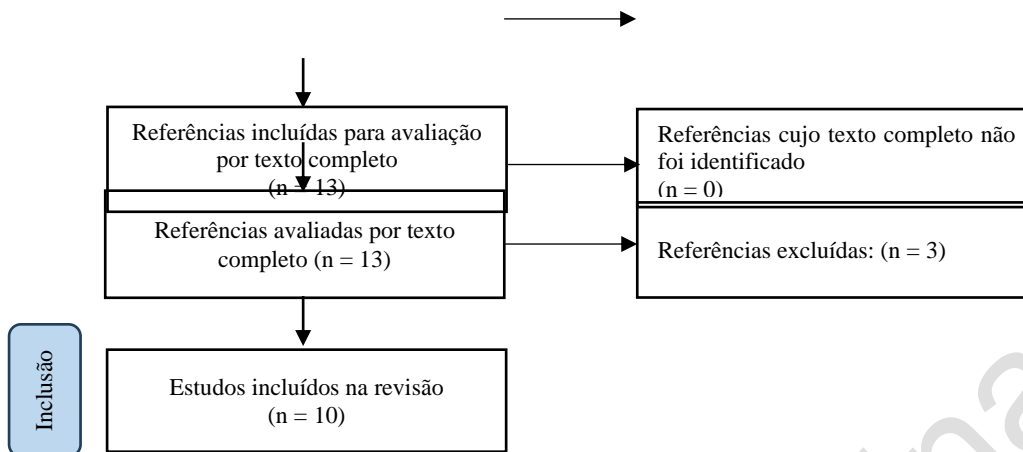 Referências incluídas para avaliação
por texto completo
(n = 13)
Referências cujo texto completo não
foi identificado
(n = 0)
Referências avaliadas por texto
completo (n = 13)
Referências excluídas: (n = 3)
Inclusão
Estudos incluídos na revisão
(n = 10)